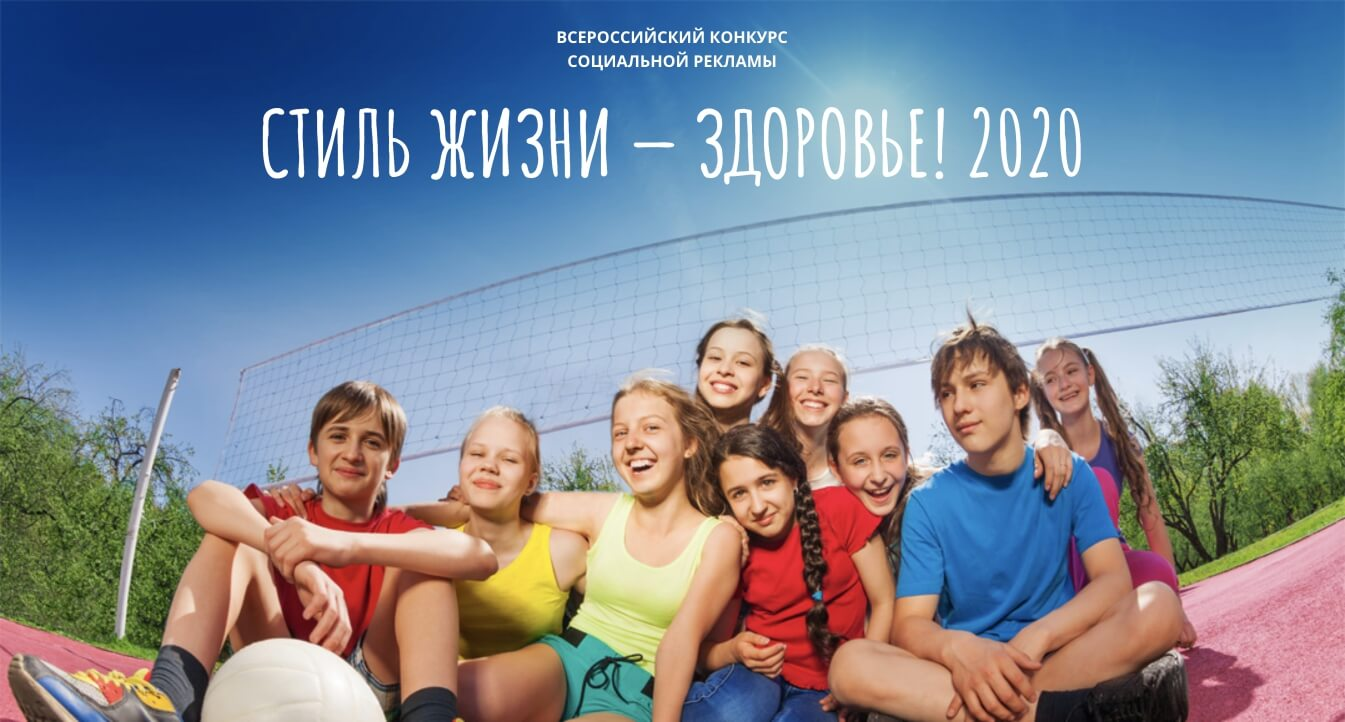 ВСЕРОССИЙСКИЙ КОНКУРС
СОЦИАЛЬНОЙ РЕКЛАМЫ
СТИЛЬ ЖИЗНИ — ЗДОРОВЬЕ! 2020